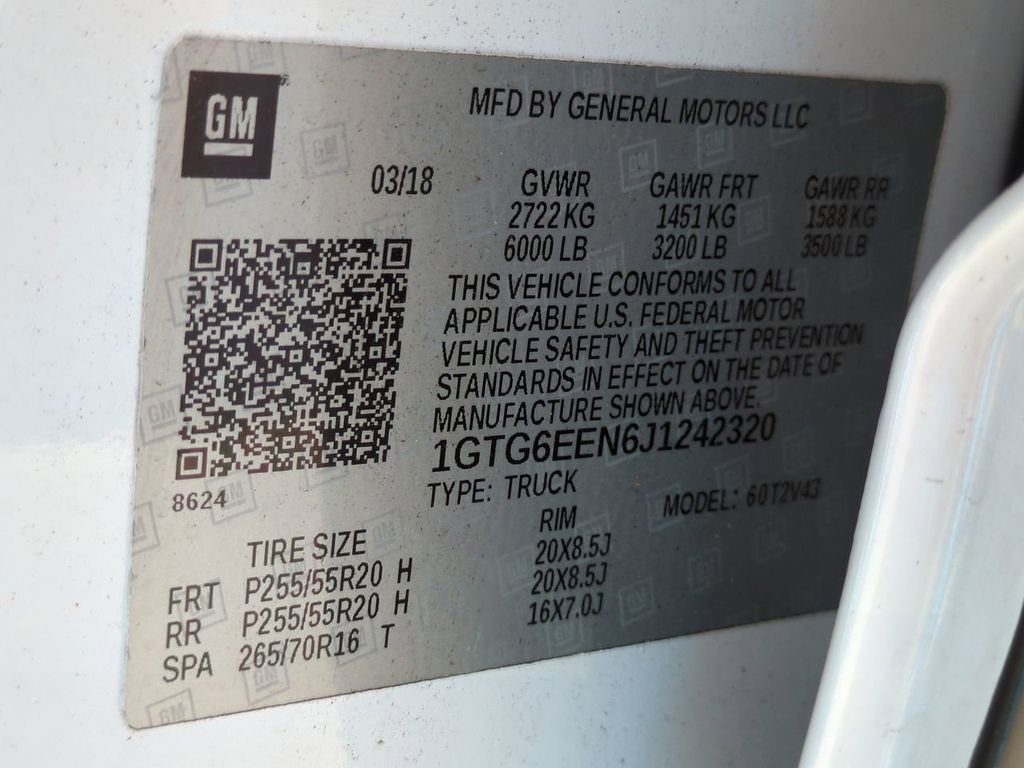 GM
MFD BY GENERAL MOTORS LLC
03/18 GVWR GAWR FRT GAWR RR
2722 KG 1451 KG 1588 KG
6000 LB 3200 LB 3500 LB
THIS VEHICLE CONFORMS TO ALL
APPLICABLE U.S. FEDERAL MOTOR
VEHICLE SAFETY AND THEFT PREVENTION
STANDARDS IN EFFECT ON THE DATE OF
MANUFACTURE SHOWN ABOVE.
1GTG6EEN6J1242320
8624
TYPE: TRUCK MODEL: 60T2V43
TIRE SIZE RIM
FRT P255/55R20 H 20X8.5J
RR P255/55R20 H 20X8.5J
SPA 265/70R16 T 16X7.0J